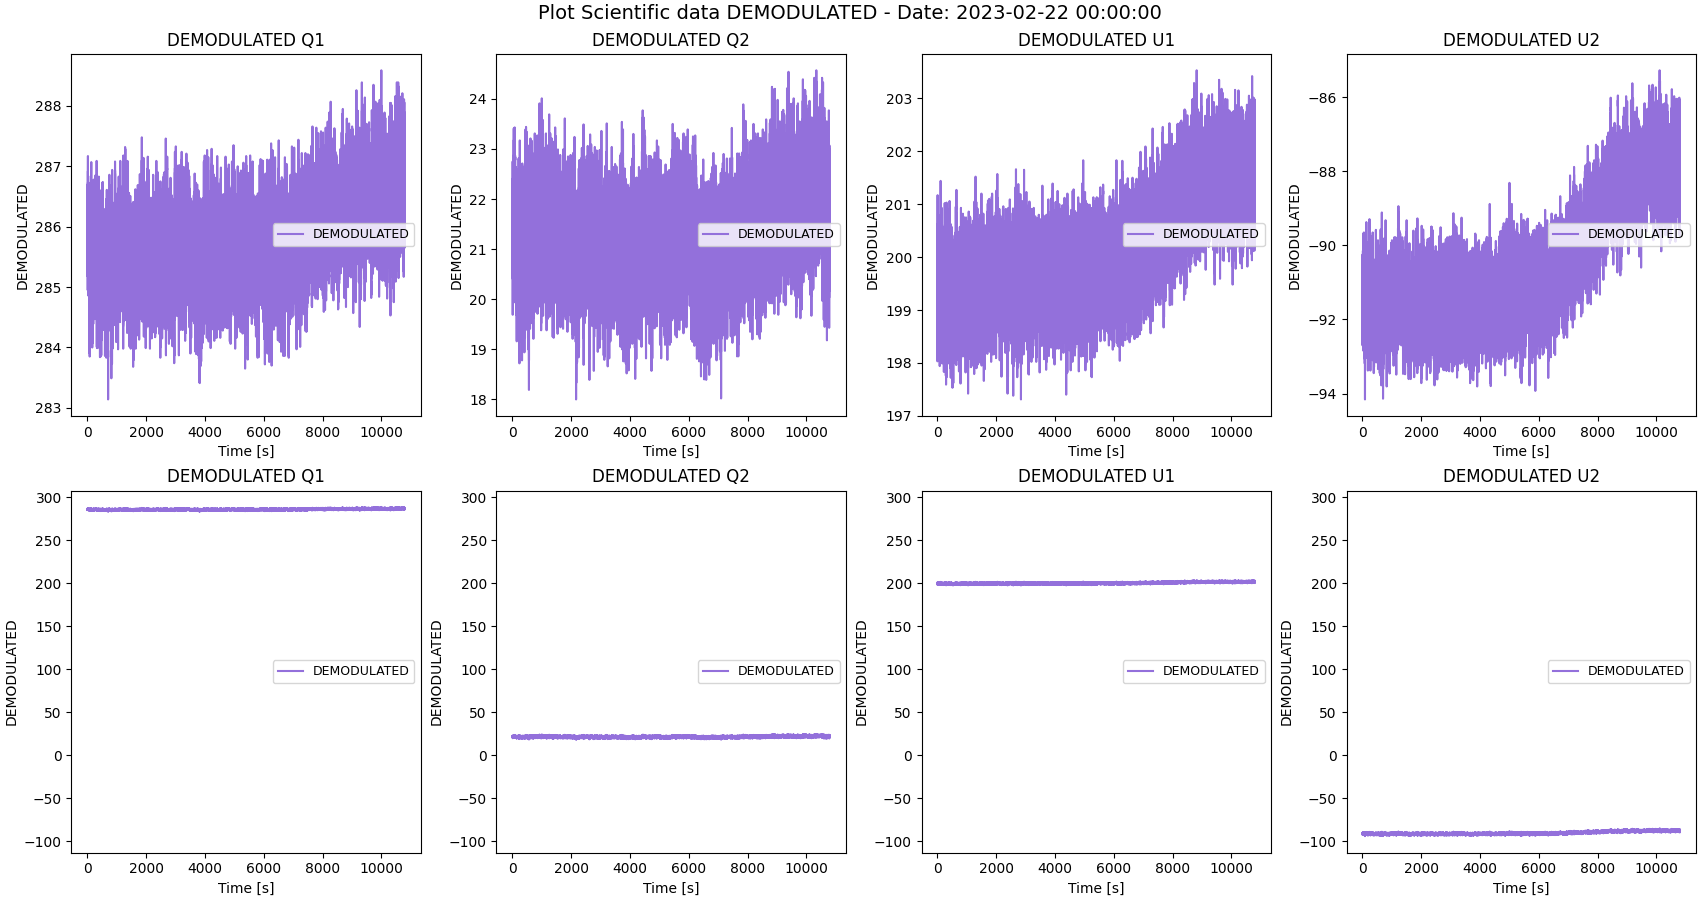 Plot Scientific data DEMODULATED - Date: 2023-02-22 00:00:00
DEMODULATED Q1
DEMODULATED
288
287
286
285
284
283
0 2000 4000 6000 8000 10000
Time [s]
DEMODULATED
DEMODULATED Q2
DEMODULATED
24
23
22
21
20
19
18
0 2000 4000 6000 8000 10000
Time [s]
DEMODULATED
DEMODULATED U1
DEMODULATED
203
202
201
200
199
198
197
0 2000 4000 6000 8000 10000
Time [s]
DEMODULATED
DEMODULATED U2
DEMODULATED
−86
−88
−90
−92
−94
0 2000 4000 6000 8000 10000
Time [s]
DEMODULATED
DEMODULATED Q1
DEMODULATED
300
250
200
150
100
50
0
−50
−100
0 2000 4000 6000 8000 10000
Time [s]
DEMODULATED
DEMODULATED Q2
DEMODULATED
300
250
200
150
100
50
0
−50
−100
0 2000 4000 6000 8000 10000
Time [s]
DEMODULATED
DEMODULATED U1
DEMODULATED
300
250
200
150
100
50
0
−50
−100
0 2000 4000 6000 8000 10000
Time [s]
DEMODULATED
DEMODULATED U2
DEMODULATED
300
250
200
150
100
50
0
−50
−100
0 2000 4000 6000 8000 10000
Time [s]
DEMODULATED